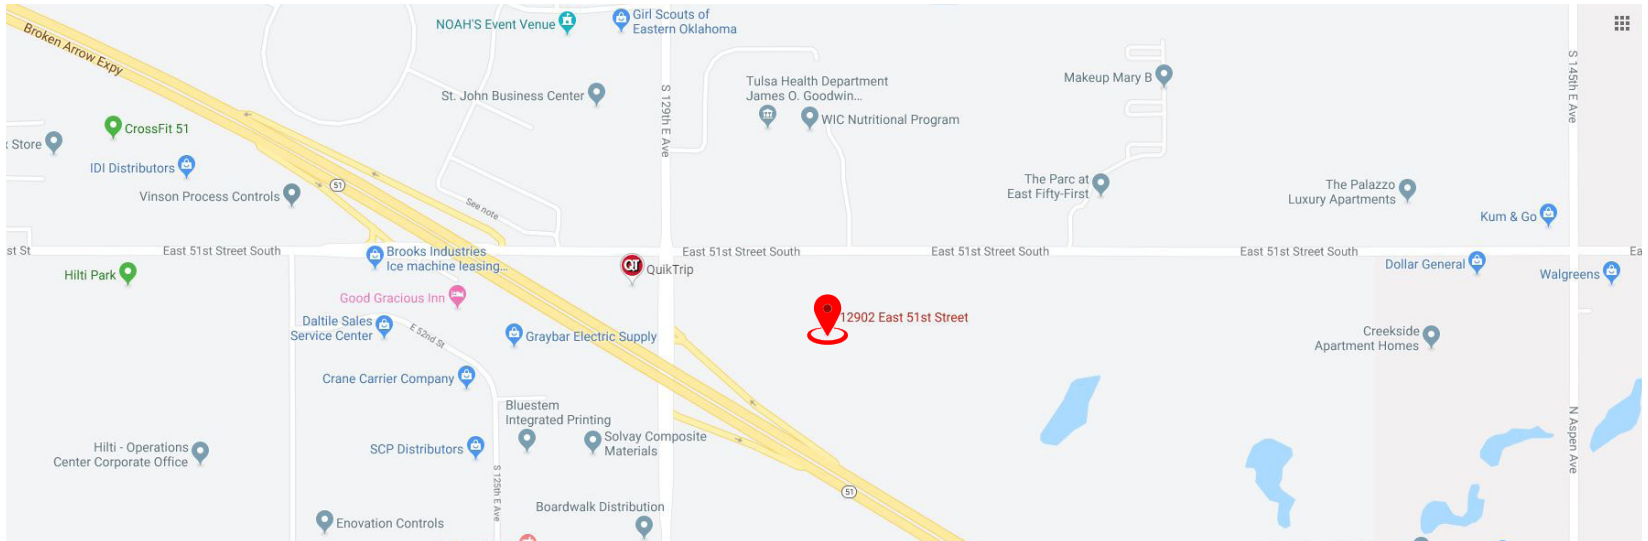 NOAH'S Event Venue
Girl Scouts of
Eastern Oklahoma
Broken Arrow Expy
St. John Business Center
S 129th E Ave
Tulsa Health Department
James O. Goodwin...
WIC Nutritional Program
Makeup Mary B
S 145th E Ave
CrossFit 51
Store
IDI Distributors
Vinson Process Controls
51
See note
The Parc at
East Fifty-First
The Palazzo
Luxury Apartments
Kum & Go
st St
East 51st Street South
East 51st Street South
East 51st Street South
East 51st Street South
Ea
Brooks Industries
Ice machine leasing...
QT
QuikTrip
Hilti Park
Dollar General
Walgreens
Good Gracious Inn
12902 East 51st Street
Daltile Sales
Service Center
E 52nd St
Graybar Electric Supply
Creekside
Apartment Homes
Crane Carrier Company
Bluestem
Integrated Printing
Solvay Composite
Materials
Hilti - Operations
Center Corporate Office
SCP Distributors
S 125th E Ave
N Aspen Ave
51
Boardwalk Distribution
Enovation Controls